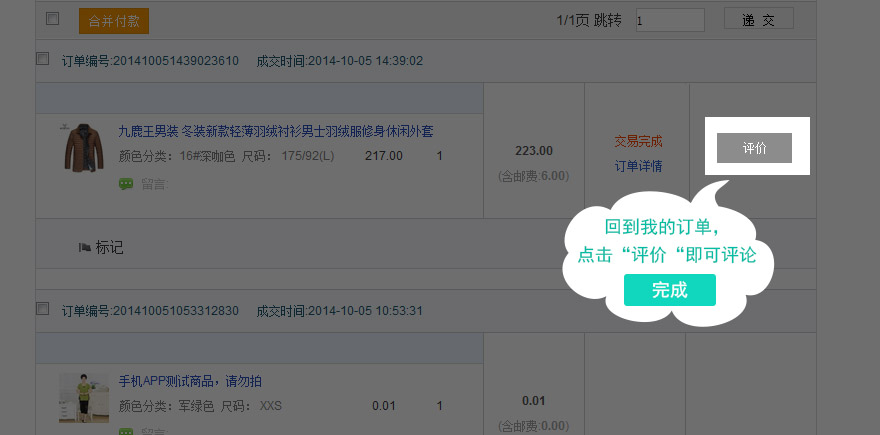 合并付款
1/1页 跳转 1 递 交
订单编号:201410051439023610 成交时间:2014-10-05 14:39:02
九鹿王男装 冬装新款轻薄羽绒衬衫男士羽绒服修身休闲外套
颜色分类: 16#深咖色 尺码: 175/92(L) 217.00 1
留言:
223.00
(含邮费:6.00)
交易完成
订单详情
评价
回到我的订单，
点击“评价“即可评论
完成
标记
订单编号:201410051053312830 成交时间:2014-10-05 10:53:31
手机APP测试商品，请勿拍
颜色分类: 军绿色 尺码: XXS 0.01 1
留言:
0.01
(含邮费:0.00)